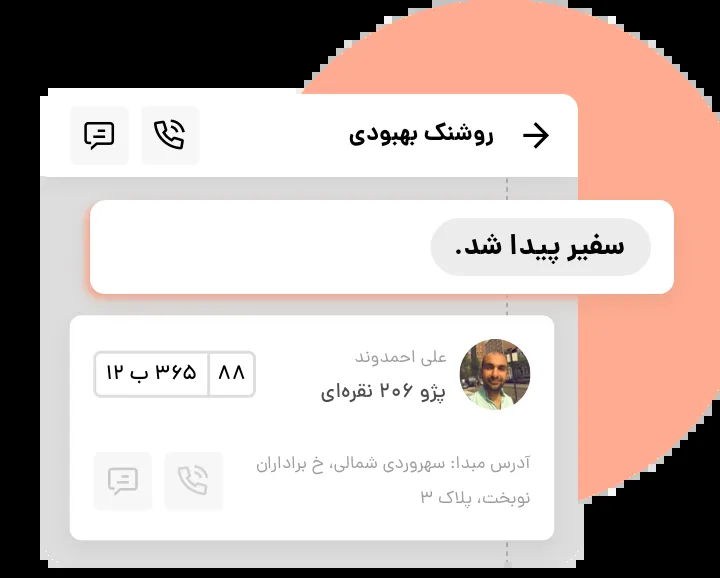 روشنک بهبودی
سفیر پیدا شد.
علی احمدوند
پژو ۲۰۶ نقره‌ای
۱۲ ب ۳۶۵ ۸۸
آدرس مبدا: سهروردی شمالی، خ براداران
نوبخت، پلاک ۳